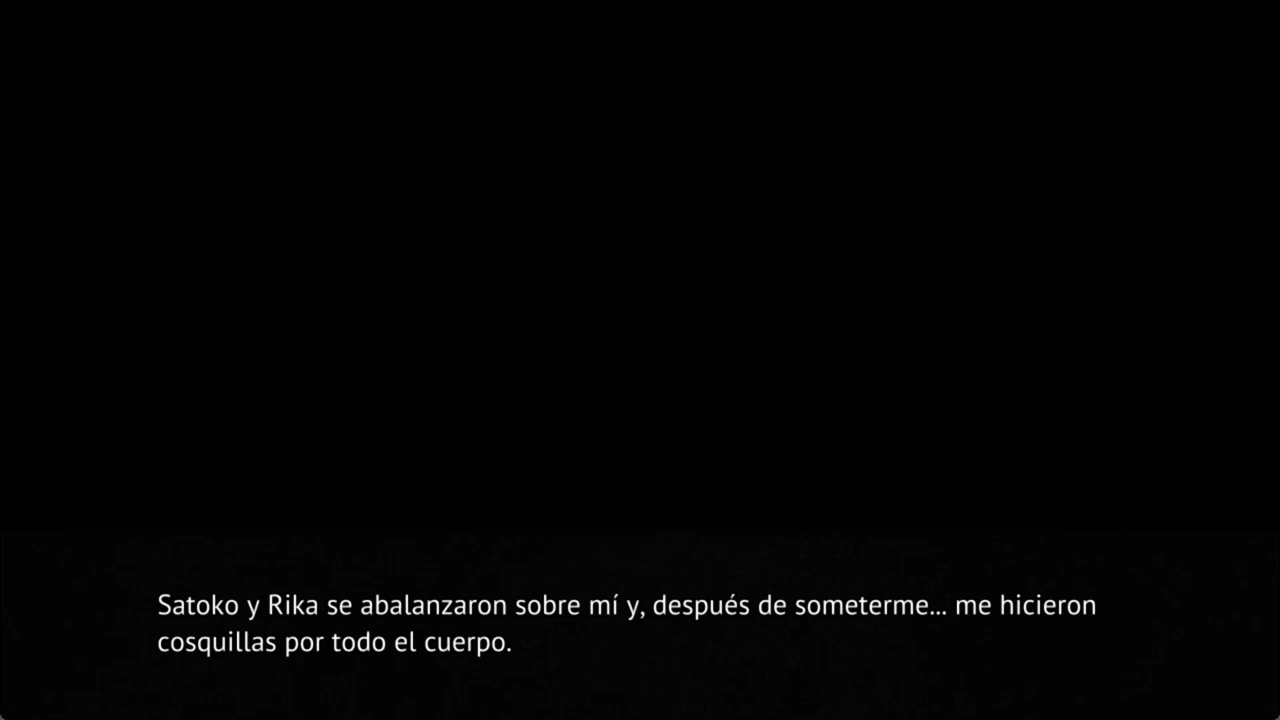 Satoko y Rika se abalanzaron sobre mí y, después de someterme... me hicieron
cosquillas por todo el cuerpo.